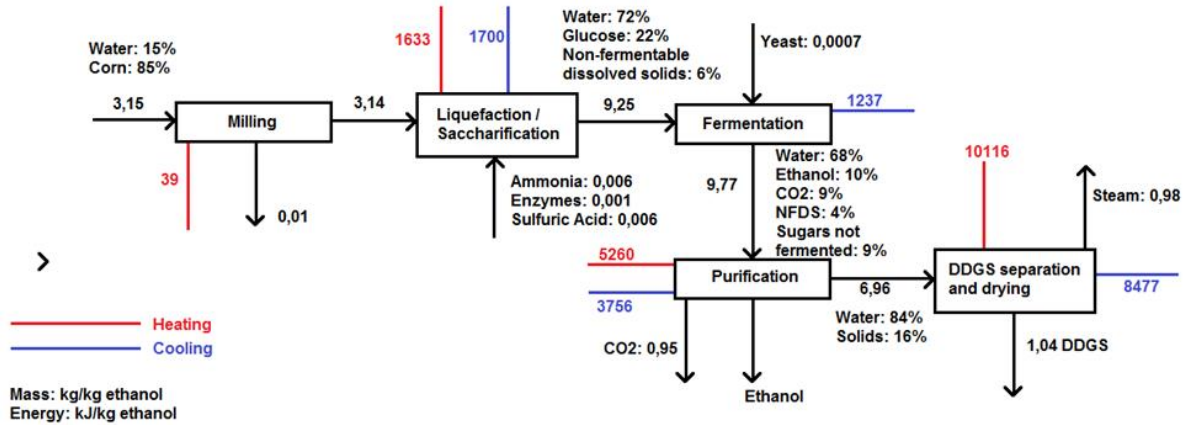 Water: 15%
Corn: 85%
3,15
Milling
39
0,01
3,14
1633
1700
Liquefaction /
Saccharification
Ammonia: 0,006
Enzymes: 0,001
Sulfuric Acid: 0,006
Water: 72%
Glucose: 22%
Non-fermentable
dissolved solids: 6%
9,25
Yeast: 0,0007
Fermentation
1237
9,77
Water: 68%
Ethanol: 10%
CO2: 9%
NFDS: 4%
Sugars not
fermented: 9%
5260
3756
Purification
CO2: 0,95
Ethanol
6,96
Water: 84%
Solids: 16%
10116
Steam: 0,98
DDGS separation
and drying
8477
1,04 DDGS
Heating
Cooling
Mass: kg/kg ethanol
Energy: kJ/kg ethanol